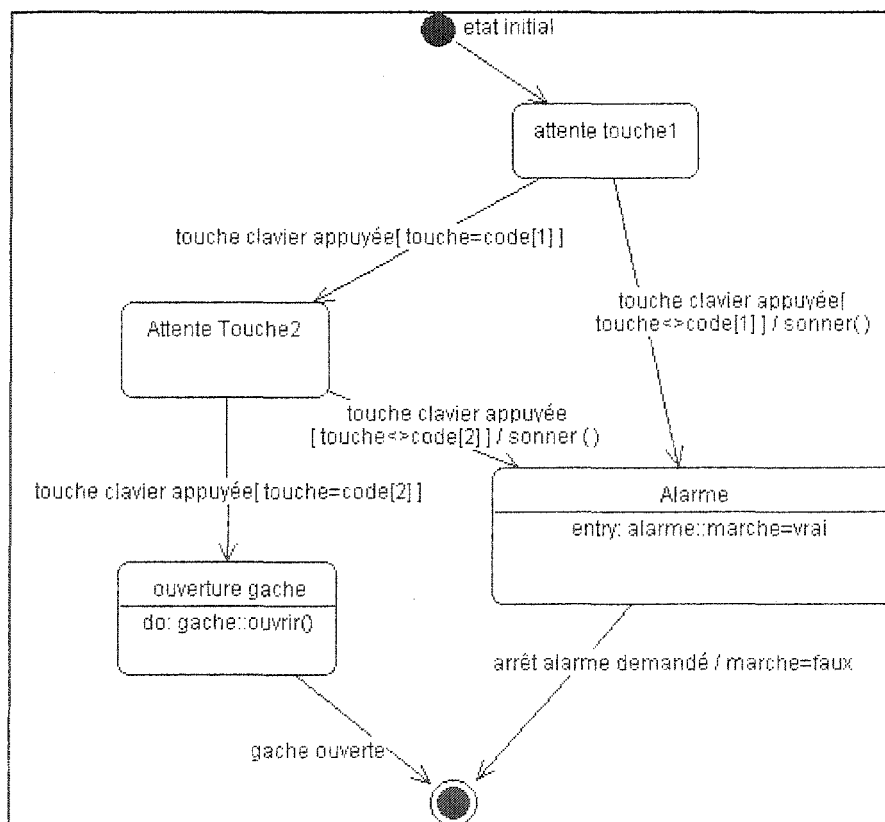 etat initial
attente touche1
touche clavier appuyée[ touche=code[1] ]
touche clavier appuyée[
touche<>code[1] ] / sonner( )
Attente Touche2
touche clavier appuyée
[ touche<>code[2] ] / sonner ( )
touche clavier appuyée[ touche=code[2] ]
Alarme
entry: alarme::marche=vrai
ouverture gache
do: gache::ouvrir()
arrêt alarme demandé / marche=faux
gache ouverte